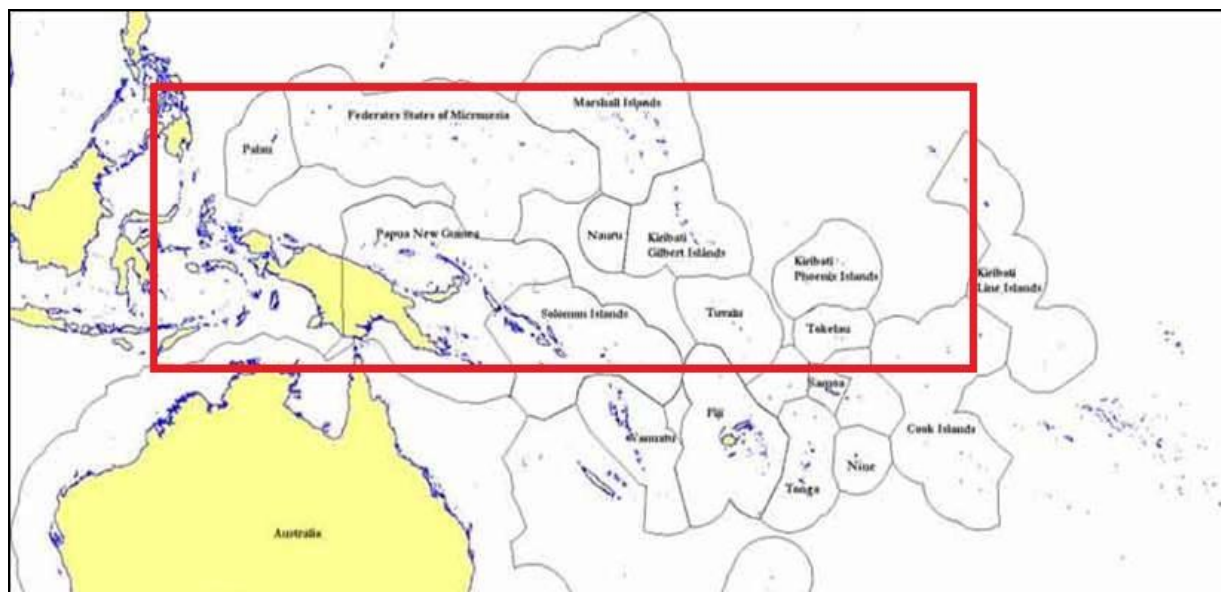 Marshall Islands
Federates States of Micronesia
Palau
Papua New Guinea
Nauru
Kiribati
Gilbert Islands
Kiribati
Phoenix Islands
Kiribati
Line Islands
Solomon Islands
Tuvalu
Tokelau
Samoa
Fiji
Vanuatu
Cook Islands
Niue
Tonga
Australia